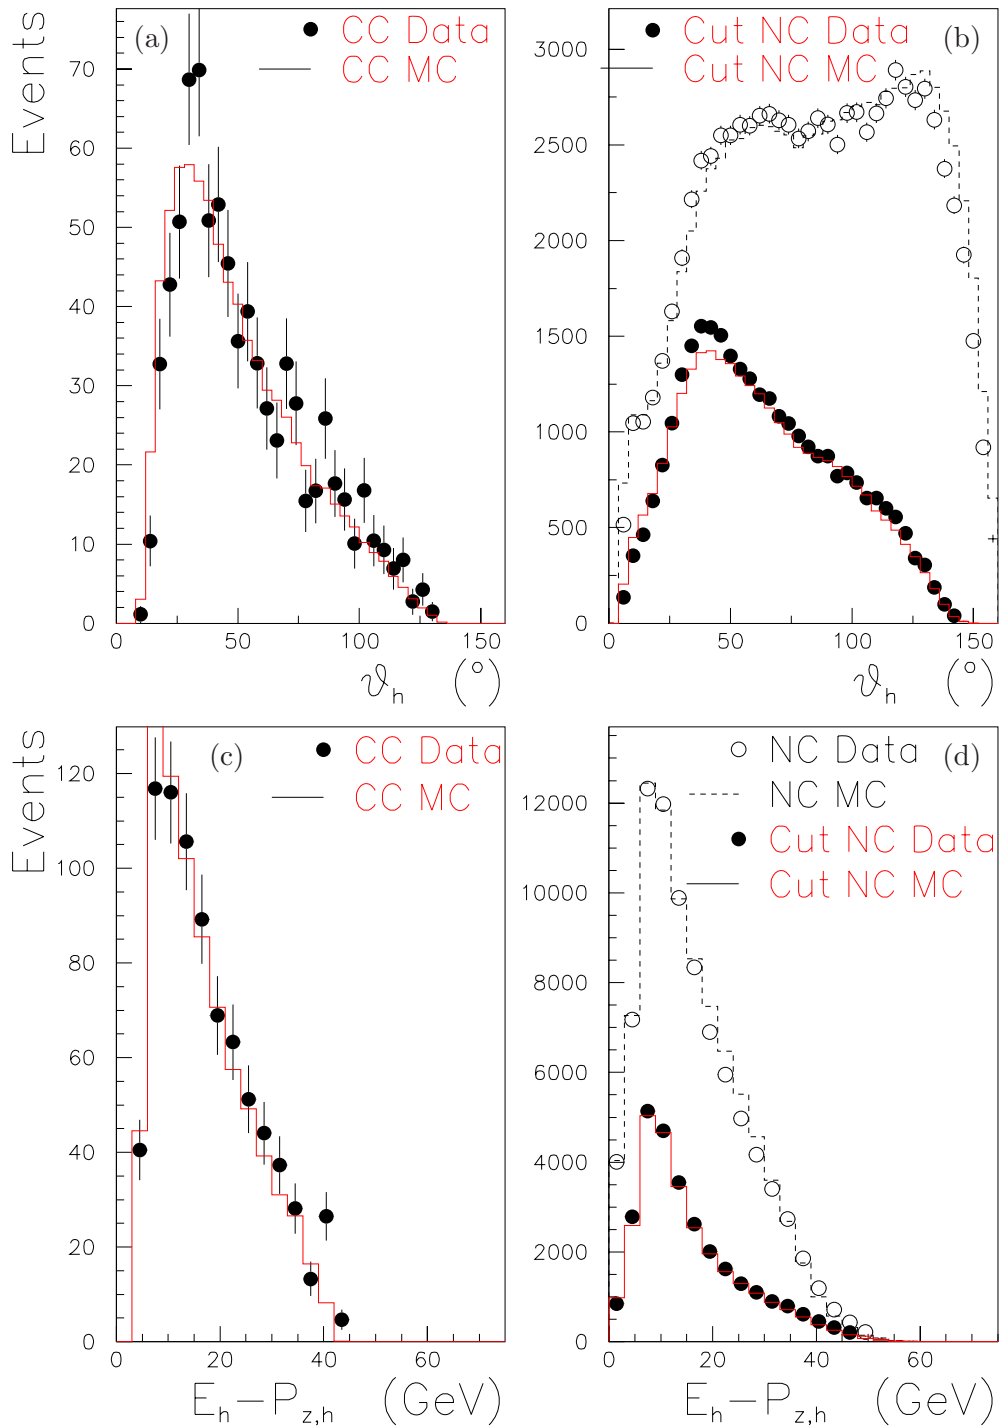 (a)
CC Data
CC MC
Events
70
60
50
40
30
20
10
0
0
50
100
150
ϑh (°)
(b)
Cut NC Data
Cut NC MC
3000
2500
2000
1500
1000
500
0
0
50
100
150
ϑh (°)
(c)
CC Data
CC MC
Events
120
100
80
60
40
20
0
0
20
40
60
Eh−Pz,h (GeV)
(d)
NC Data
NC MC
Cut NC Data
Cut NC MC
12000
10000
8000
6000
4000
2000
0
0
20
40
60
Eh−Pz,h (GeV)